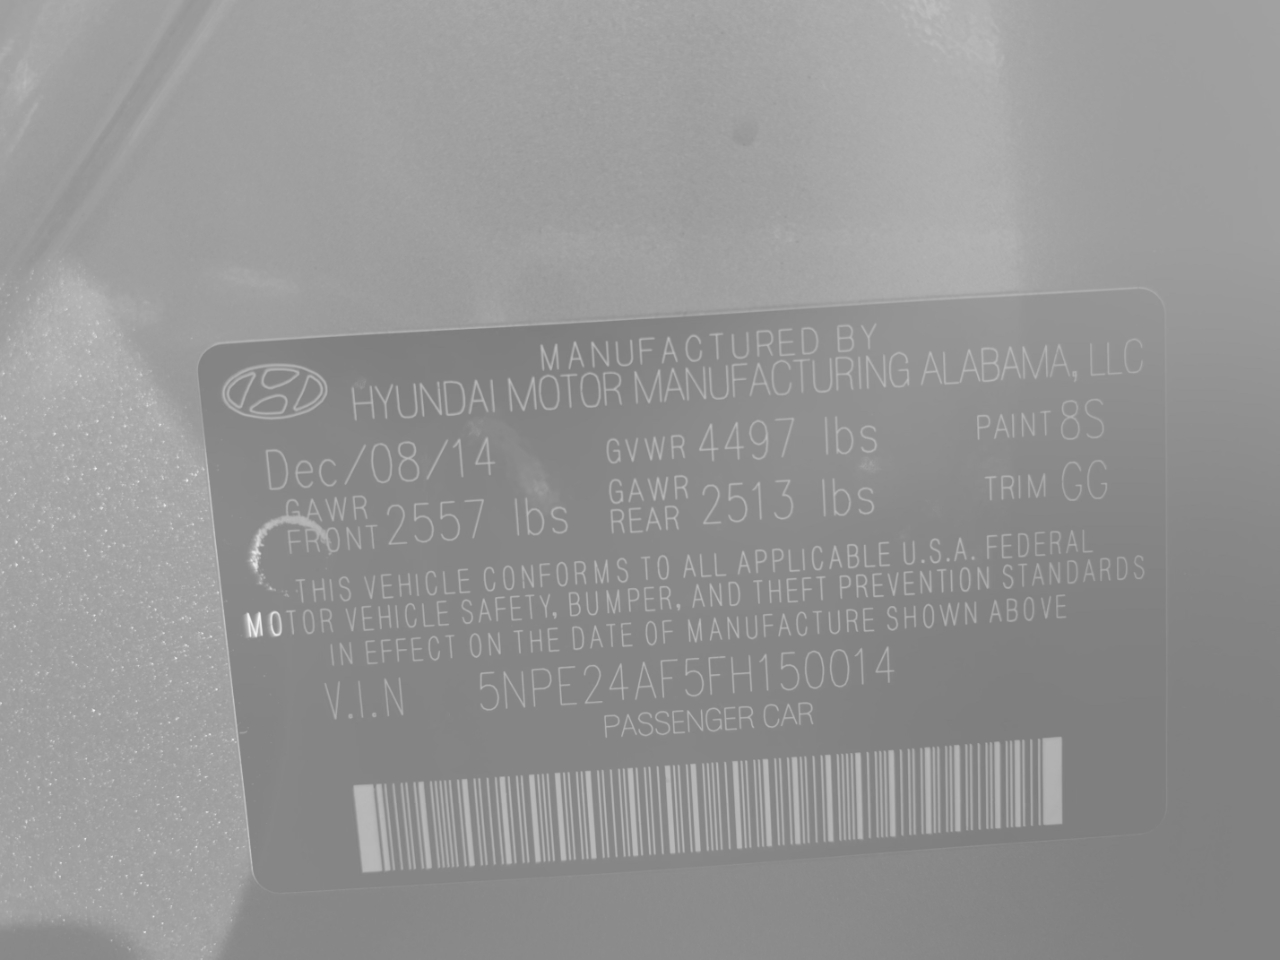 MANUFACTURED BY
HYUNDAI MOTOR MANUFACTURING ALABAMA, LLC
Dec/08/14 GVWR 4497 lbs PAINT 8S
GAWR FRONT 2557 lbs GAWR REAR 2513 lbs TRIM GG
THIS VEHICLE CONFORMS TO ALL APPLICABLE U.S.A. FEDERAL
MOTOR VEHICLE SAFETY, BUMPER, AND THEFT PREVENTION STANDARDS
IN EFFECT ON THE DATE OF MANUFACTURE SHOWN ABOVE
V.I.N 5NPE24AF5FH150014
PASSENGER CAR